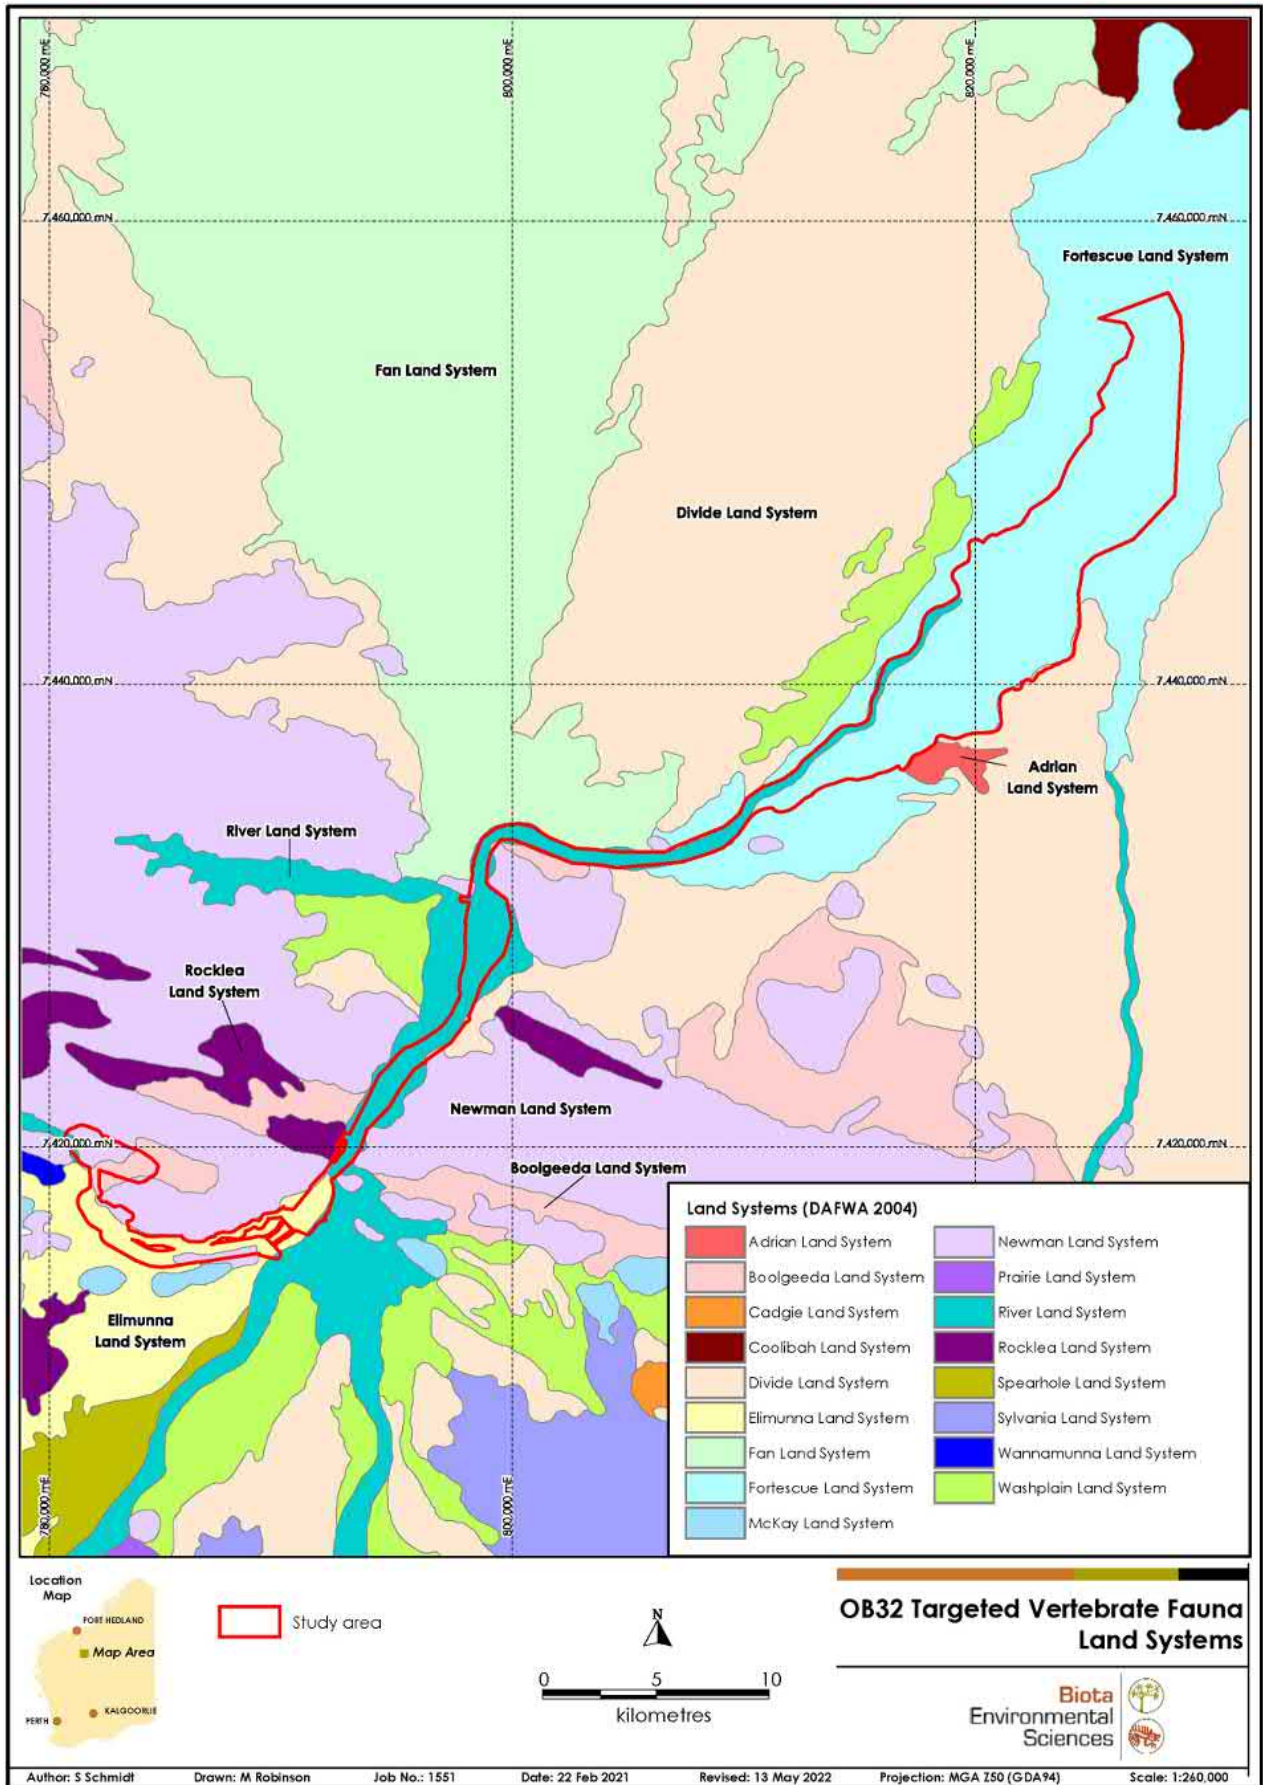 780,000 mE
800,000 mE
820,000 mE
7,460,000 mN
7,460,000 mN
Fortescue Land System
Fan Land System
Divide Land System
7,440,000 mN
7,440,000 mN
Adrian
Land System
River Land System
Rocklea
Land System
Newman Land System
7,420,000 mN
7,420,000 mN
Boolgeeda Land System
Elimunna
Land System
780,000 mE
800,000 mE
Land Systems (DAFWA 2004)
Adrian Land System
Boolgeeda Land System
Cadgie Land System
Coolibah Land System
Divide Land System
Elimunna Land System
Fan Land System
Fortescue Land System
McKay Land System
Newman Land System
Prairie Land System
River Land System
Rocklea Land System
Spearhole Land System
Sylvania Land System
Wannamunna Land System
Washplain Land System
Location
Map
PORT HEDLAND
Map Area
KALGOORLIE
PERTH
Study area
N
0 5 10
kilometres
OB32 Targeted Vertebrate Fauna
Land Systems
Biota
Environmental
Sciences
Author: S Schmidt Drawn: M Robinson Job No.: 1551 Date: 22 Feb 2021 Revised: 13 May 2022 Projection: MGA Z50 (GDA94) Scale: 1:260,000